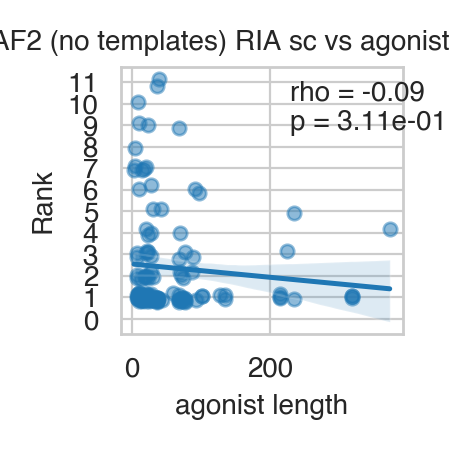 AF2 (no templates) RIA sc vs agonist
rho = -0.09
p = 3.11e-01
11
10
9
8
7
6
5
4
3
2
1
0
Rank
0 200
agonist length